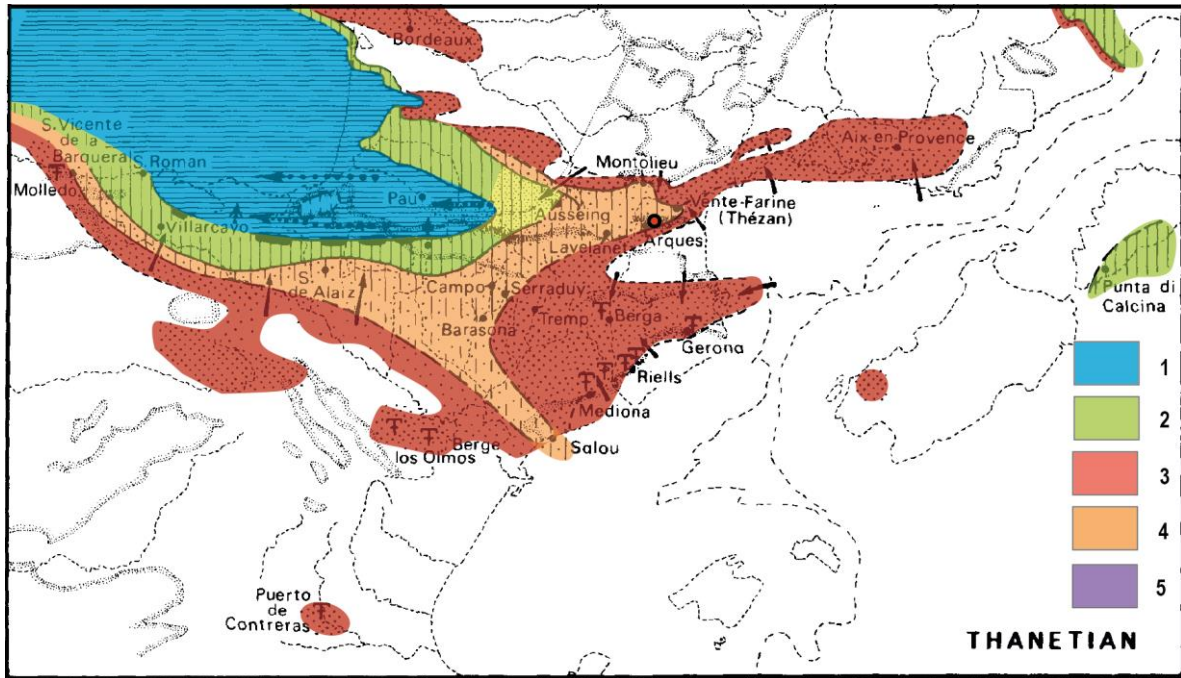 Bordeaux
S. Vicente
de la
Barquera
S. Roman
Molledo
Villarcayo
Pau
Montolieu
Aix-en-Provence
Vente-Farine
(Thézan)
Ausseing
Lavelanet
Arques
S.
de Alaiz
Campo
Serraduy
Barasona
Tremp
Berga
Gerona
Riells
Mediona
Salou
Berge
los Olmos
Puerto
de
Contreras
Punta di
Calcina
1
2
3
4
5
THANETIAN